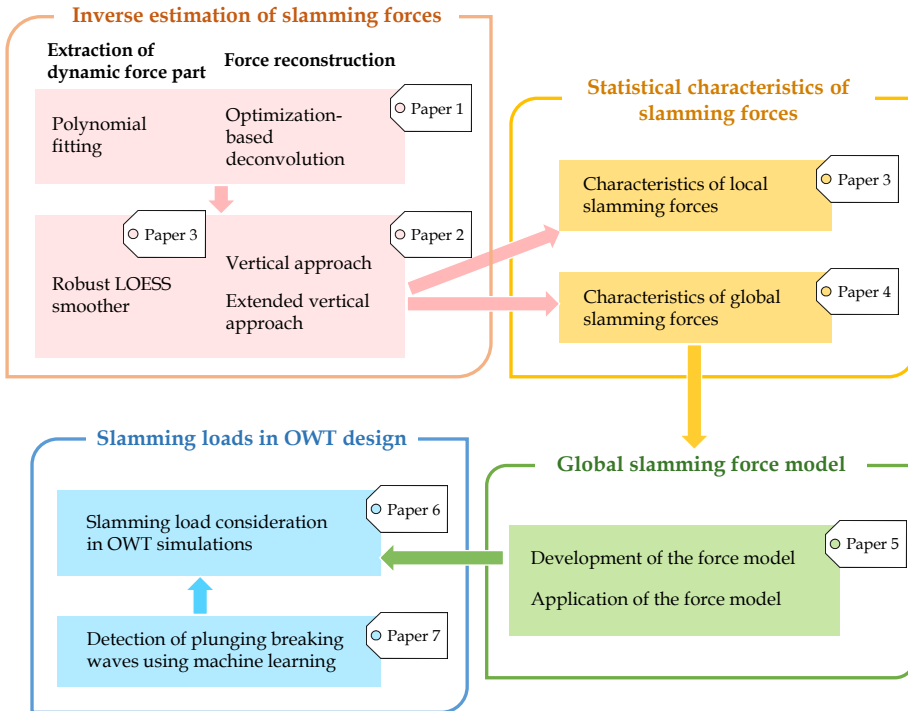 Inverse estimation of slamming forces
Extraction of
dynamic force part
Force reconstruction
Paper 1
Polynomial
fitting
Optimization-
based
deconvolution
Paper 3
Paper 2
Robust LOESS
smoother
Vertical approach
Extended vertical
approach
Statistical characteristics of
slamming forces
Paper 3
Characteristics of local
slamming forces
Paper 4
Characteristics of global
slamming forces
Slamming loads in OWT design
Paper 6
Slamming load consideration
in OWT simulations
Paper 7
Detection of plunging breaking
waves using machine learning
Global slamming force model
Paper 5
Development of the force model
Application of the force model